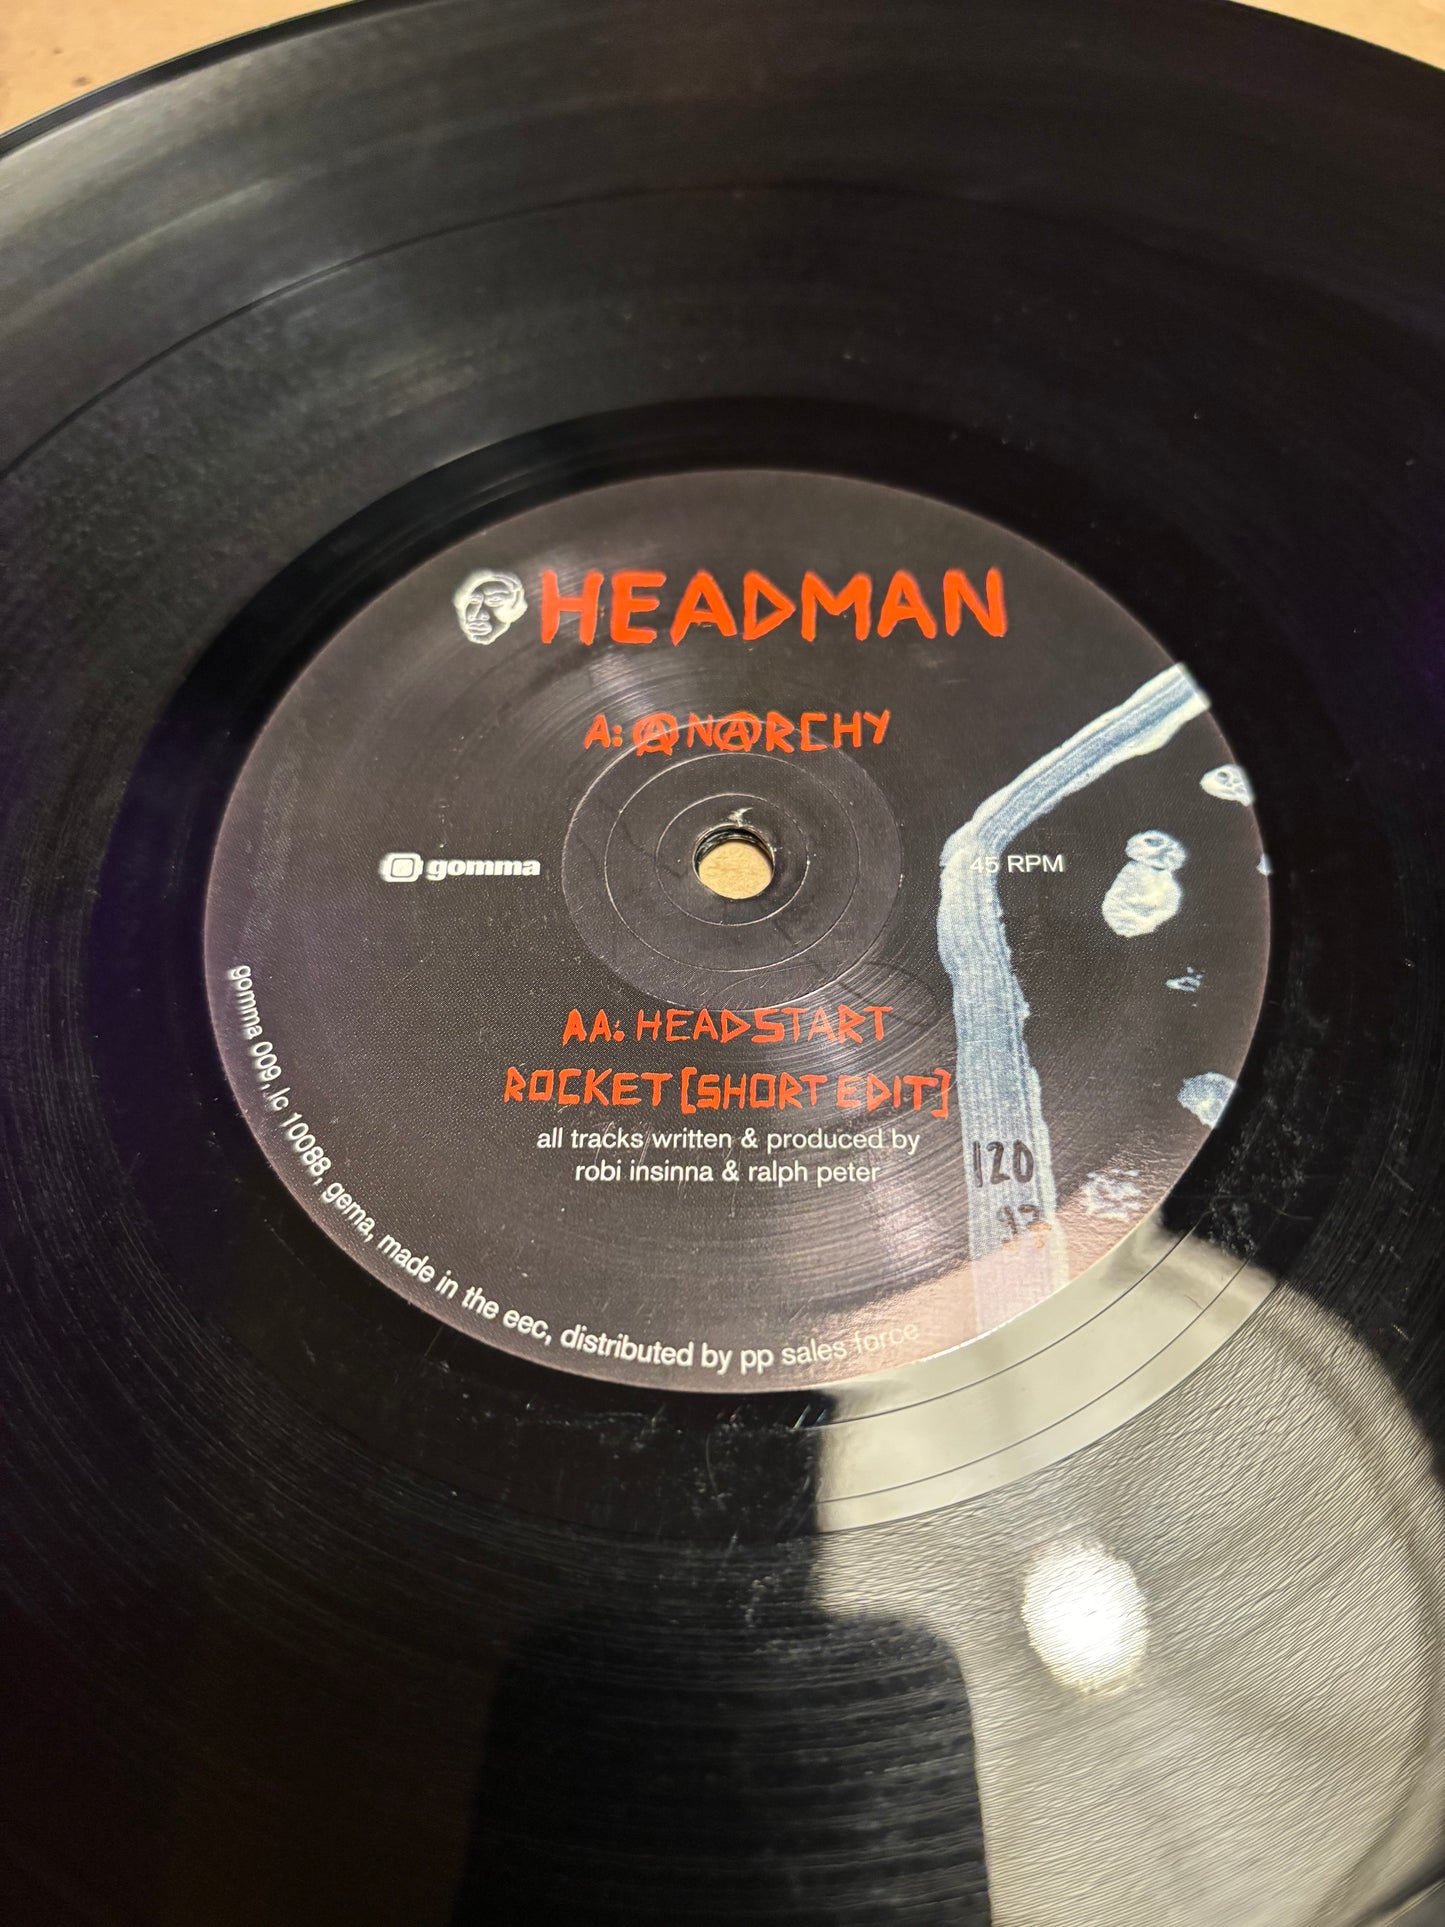 HEADMAN
A: ANARCHY
gomma
45 RPM
AA: HEADSTART
ROCKET [SHORT EDIT]
all tracks written & produced by
robi insinna & ralph peter
120
gomma 009, lc 10088, gema, made in the eec, distributed by pp sales force